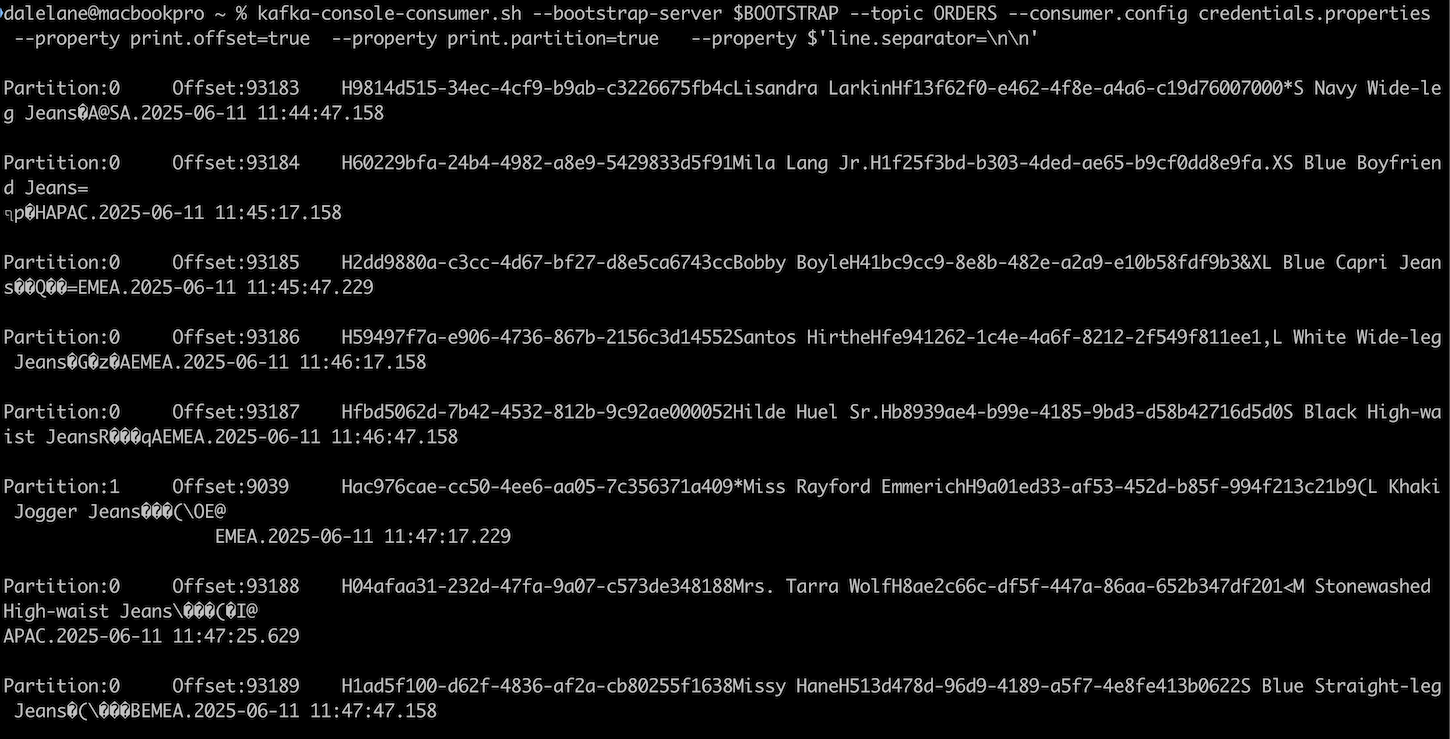 dalelane@macbookpro ~ % kafka-console-consumer.sh --bootstrap-server $BOOTSTRAP --topic ORDERS --consumer.config credentials.properties
--property print.offset=true  --property print.partition=true   --property $'line.separator=\n\n'
Partition:0     Offset:93183    H9814d515-34ec-4cf9-b9ab-c3226675fb4cLisandra LarkinHf13f62f0-e462-4f8e-a4a6-c19d76007000*S Navy Wide-le
g Jeans�A@SA.2025-06-11 11:44:47.158
Partition:0     Offset:93184    H60229bfa-24b4-4982-a8e9-5429833d5f91Mila Lang Jr.H1f25f3bd-b303-4ded-ae65-b9cf0dd8e9fa.XS Blue Boyfrien
d Jeans=
p�HAPAC.2025-06-11 11:45:17.158
Partition:0     Offset:93185    H2dd9880a-c3cc-4d67-bf27-d8e5ca6743ccBobby BoyleH41bc9cc9-8e8b-482e-a2a9-e10b58fdf9b3&XL Blue Capri Jean
s��Q��=EMEA.2025-06-11 11:45:47.229
Partition:0     Offset:93186    H59497f7a-e906-4736-867b-2156c3d14552Santos HirtheHfe941262-1c4e-4a6f-8212-2f549f811ee1,L White Wide-leg
Jeans�G�z�AEMEA.2025-06-11 11:46:17.158
Partition:0     Offset:93187    Hfbd5062d-7b42-4532-812b-9c92ae000052Hilde Huel Sr.Hb8939ae4-b99e-4185-9bd3-d58b42716d5d0S Black High-wa
ist JeansR���qAEMEA.2025-06-11 11:46:47.158
Partition:1     Offset:9039     Hac976cae-cc50-4ee6-aa05-7c356371a409*Miss Rayford EmmerichH9a01ed33-af53-452d-b85f-994f213c21b9(L Khaki
Jogger Jeans���(\OE@
EMEA.2025-06-11 11:47:17.229
Partition:0     Offset:93188    H04afaa31-232d-47fa-9a07-c573de348188Mrs. Tarra WolfH8ae2c66c-df5f-447a-86aa-652b347df201<M Stonewashed
High-waist Jeans\���(�I@
APAC.2025-06-11 11:47:25.629
Partition:0     Offset:93189    H1ad5f100-d62f-4836-af2a-cb80255f1638Missy HaneH513d478d-96d9-4189-a5f7-4e8fe413b0622S Blue Straight-leg
Jeans�(\���BEMEA.2025-06-11 11:47:47.158